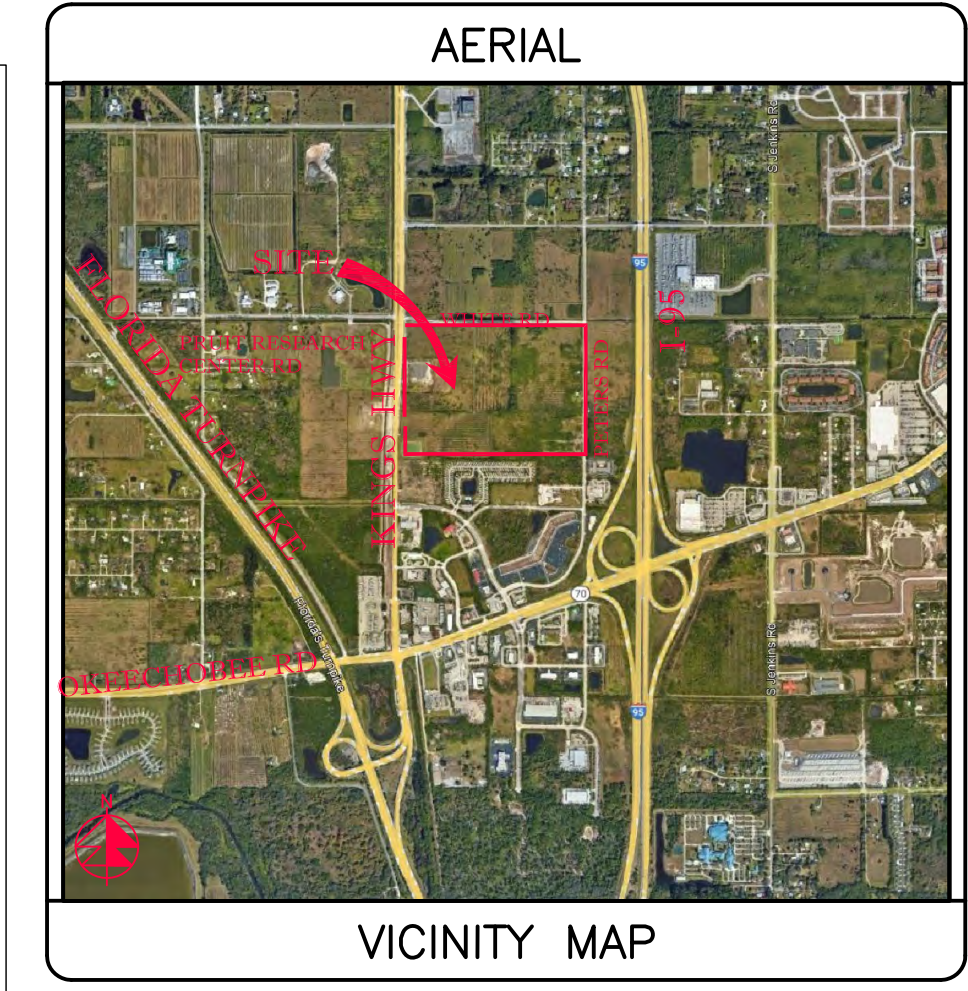 AERIAL
S Jenkins Rd
FLORIDA TURNPIKE
SITE
95
I-95
WHITE RD
PRUIT RESEARCH
CENTER RD
KINGS HWY
PETERS RD
70
Florida's Turnpike
OKEECHOBEE RD
S Jenkins Rd
95
N
VICINITY MAP